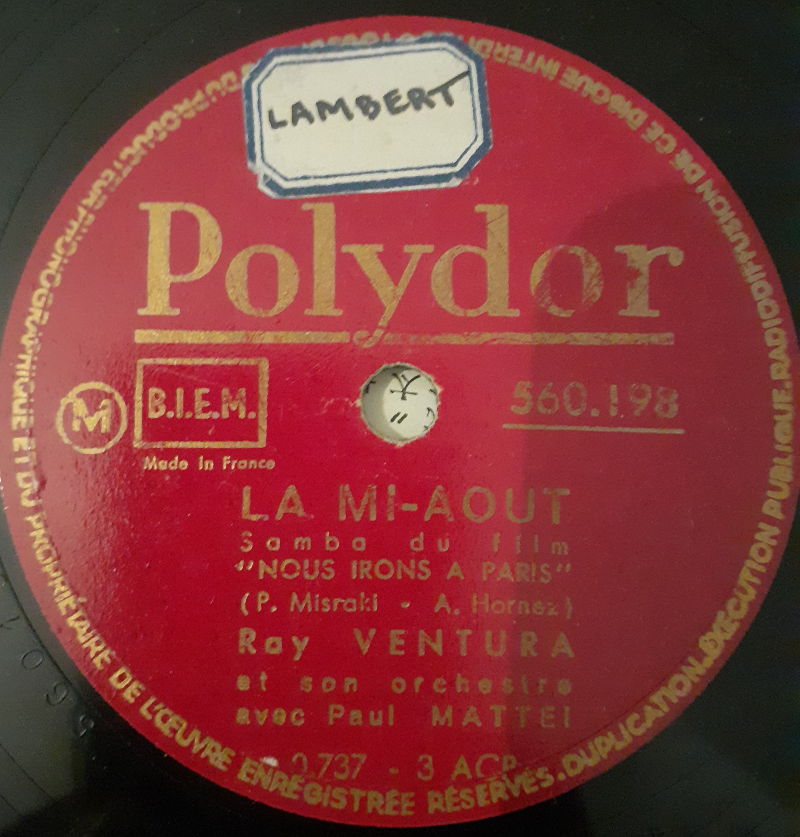 LAMBERT
Polydor
M
B.I.E.M.
560.198
Made in France
LA MI-AOUT
Samba du film
"NOUS IRONS A PARIS"
(P. Misraki - A. Hornez)
Ray VENTURA
et son orchestre
avec Paul MATTEI
0.737 - 3 ACP
DU PRODUCTEUR PHONOGRAPHIQUE ET DU PROPRIÉTAIRE DE L'ŒUVRE ENREGISTRÉE RÉSERVÉS. DUPLICATION. EXÉCUTION PUBLIQUE. RADIODIFFUSION DE CE DISQUE INTERDITES